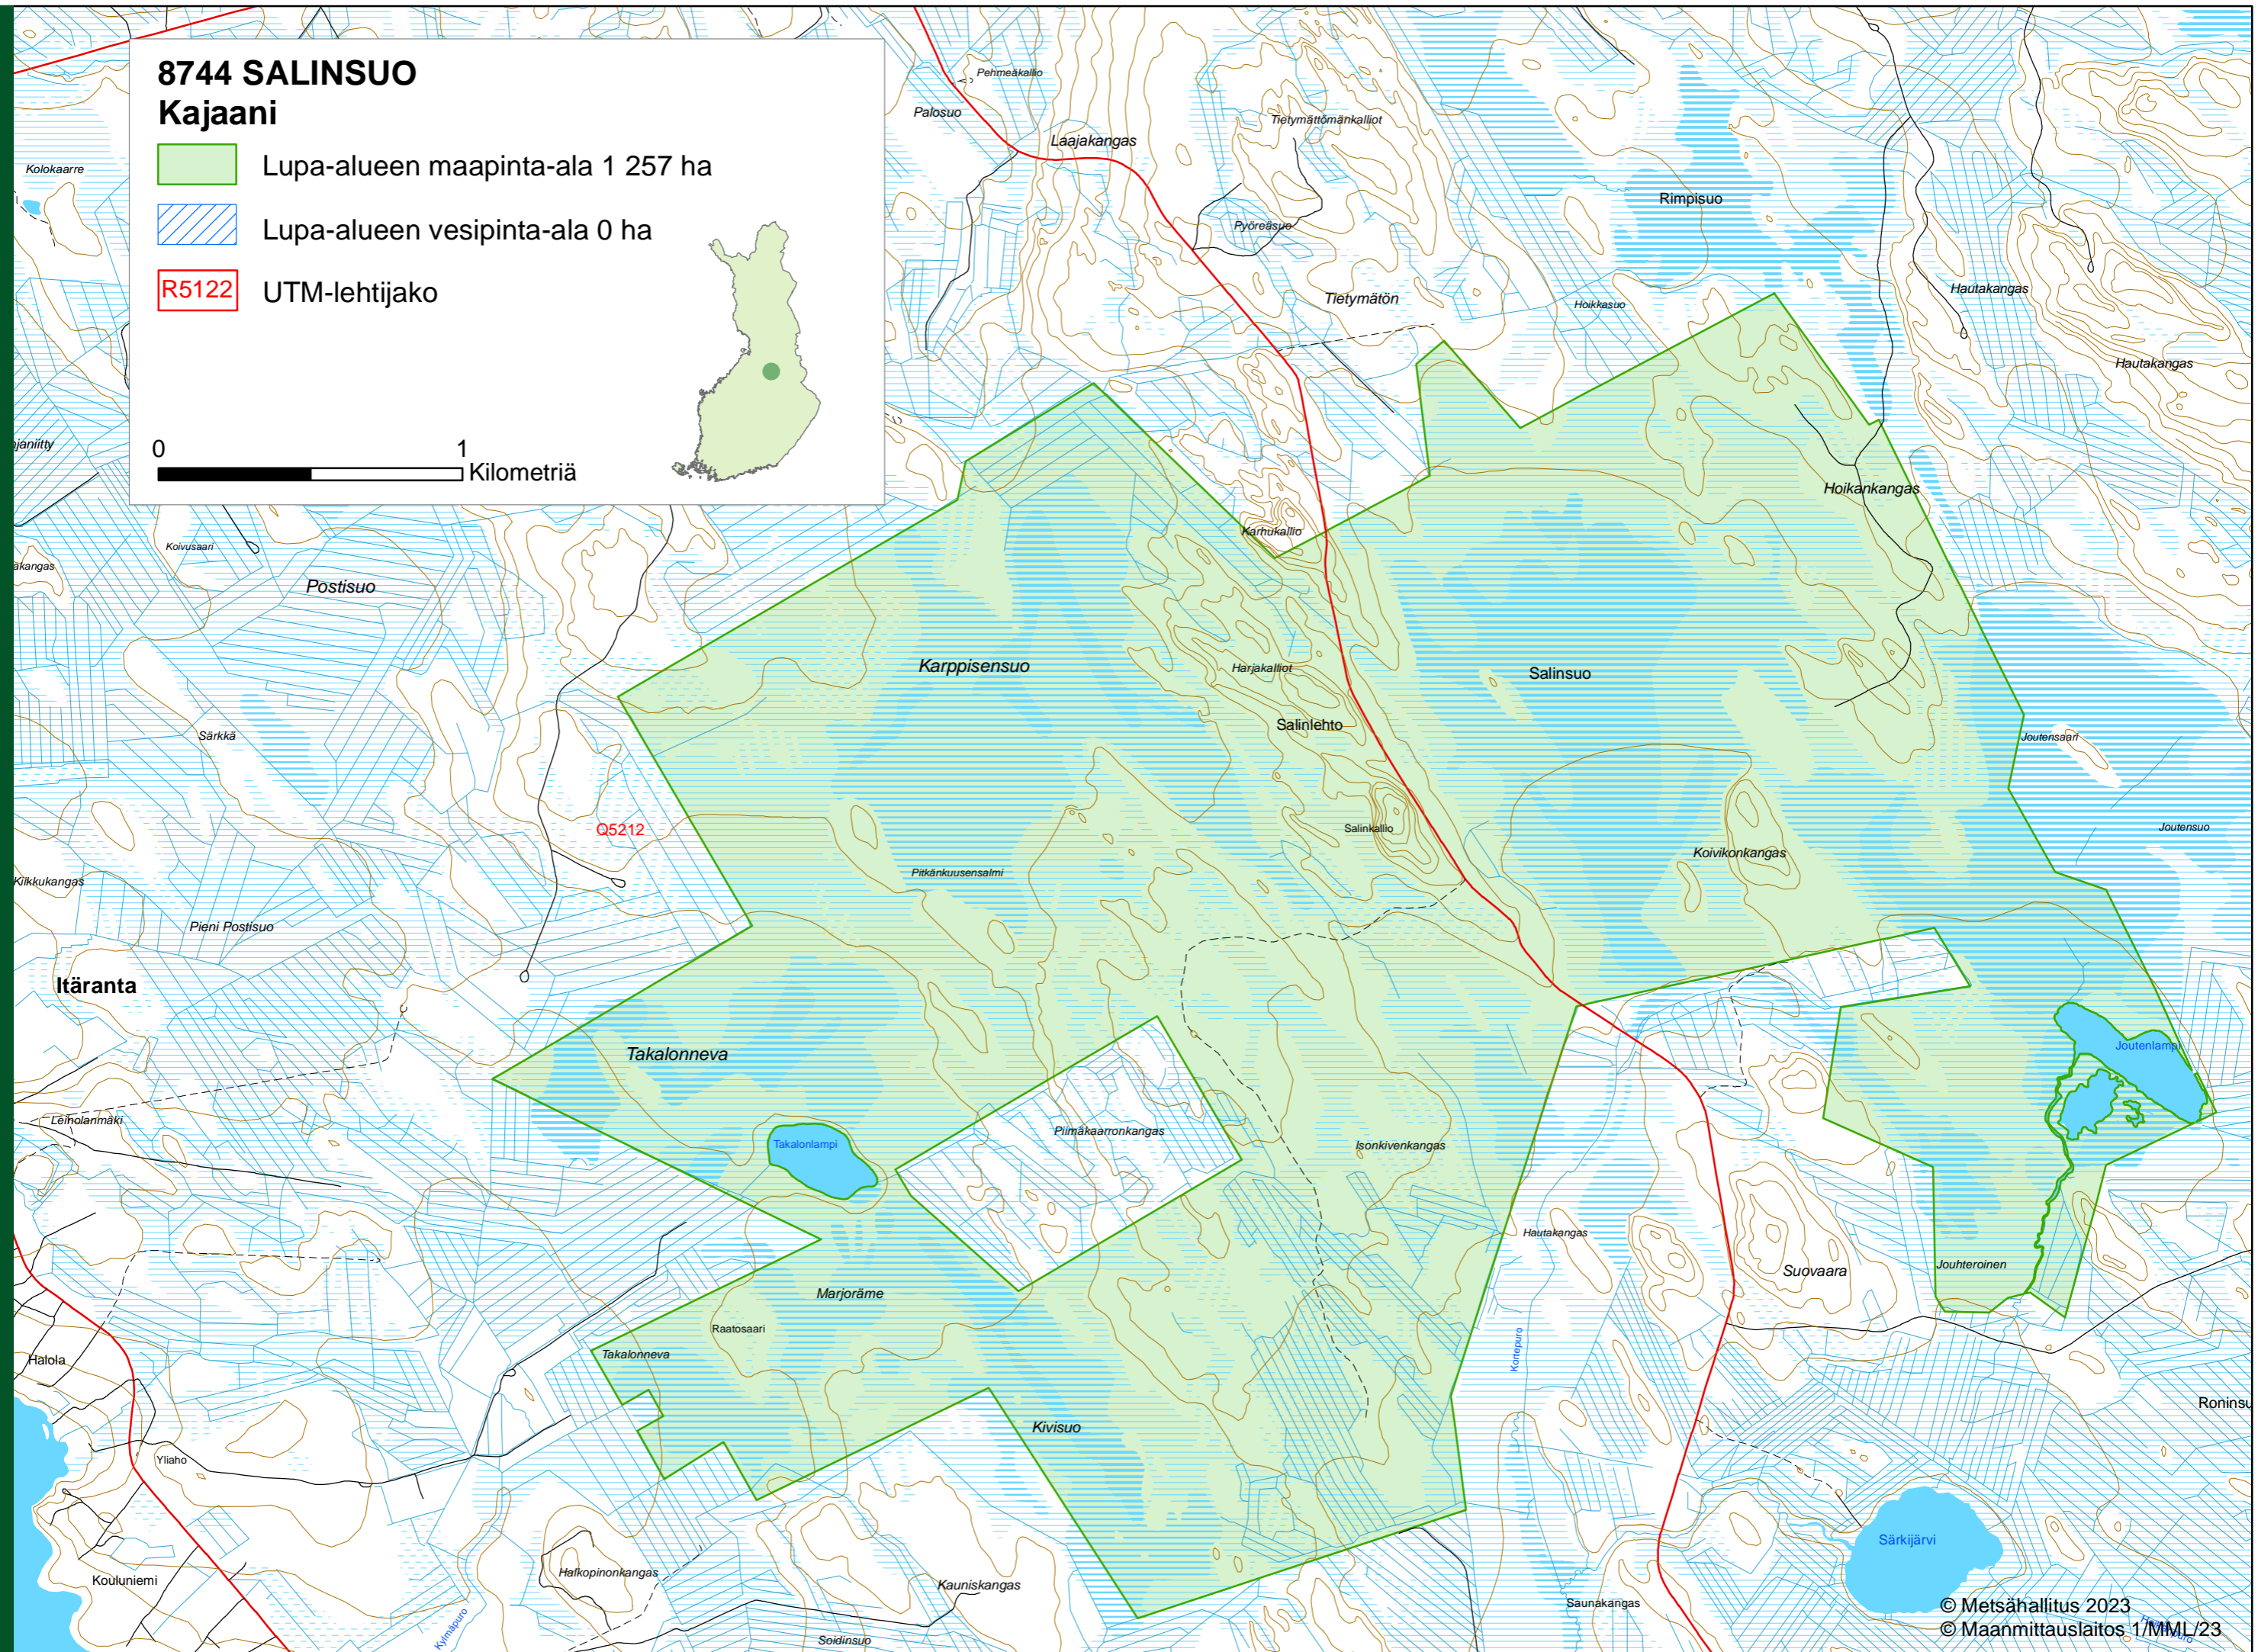 8744 SALINSUO
Kajaani
Lupa-alueen maapinta-ala 1 257 ha
Lupa-alueen vesipinta-ala 0 ha
R5122
UTM-lehtijako
0 1
Kilometriä
Pehmeäkallio
Palosuo
Laajakangas
Tietymättömänkalliot
Kolokaarre
Rimpisuo
Pyöreäsuo
Hautakangas
Tietymätön
Hoikkasuo
Hautakangas
Hoikankangas
Karhukallio
Koivusaari
Postisuo
Karppisensuo
Harjakalliot
Salinsuo
Salinlehto
Särkkä
Joutensaari
Q5212
Salinkallio
Joutensuo
Koivikonkangas
Kiikkukangas
Pitkänkuusensalmi
Pieni Postisuo
Itäranta
Takalonneva
Joutenlampi
Leiholanmäki
Piimäkaarronkangas
Takalonlampi
Isonkivenkangas
Hautakangas
Suovaara
Jouhteroinen
Marjoräme
Raatosaari
Takalonneva
Kortepuro
Halola
Roninsu
Kivisuo
Yliaho
Särkijärvi
Halkopinonkangas
Kouluniemi
Kauniskangas
Saunakangas
Kylmäpuro
Soidinsuo
© Metsähallitus 2023
© Maanmittauslaitos 1/MML/23